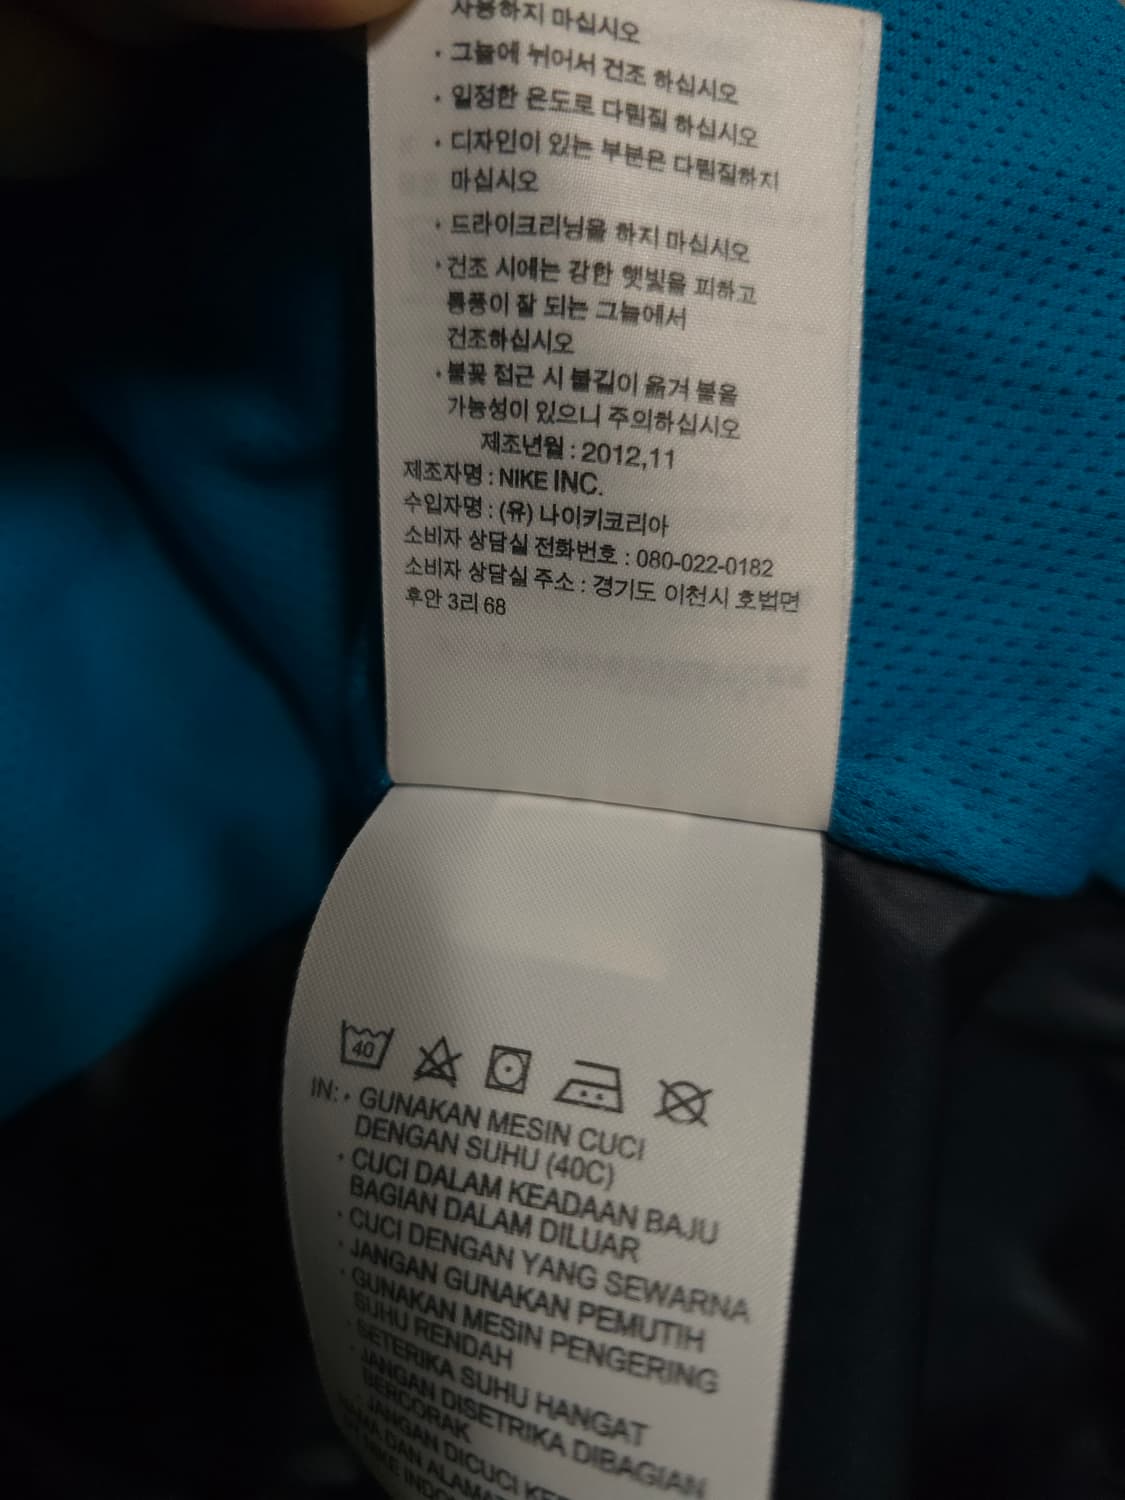 사용하지 마십시오
• 그늘에 뉘어서 건조 하십시오
• 일정한 온도로 다림질 하십시오
• 디자인이 있는 부분은 다림질하지
마십시오
• 드라이크리닝을 하지 마십시오
• 건조 시에는 강한 햇빛을 피하고
통풍이 잘 되는 그늘에서
건조하십시오
• 불꽃 접근 시 불길이 옮겨 붙을
가능성이 있으니 주의하십시오
제조년월 : 2012,11
제조자명 : NIKE INC.
수입자명 : (유) 나이키코리아
소비자 상담실 전화번호 : 080-022-0182
소비자 상담실 주소 : 경기도 이천시 호법면
후안 3리 68
40
IN: • GUNAKAN MESIN CUCI
DENGAN SUHU (40C)
• CUCI DALAM KEADAAN BAJU
BAGIAN DALAM DILUAR
• CUCI DENGAN YANG SEWARNA
• JANGAN GUNAKAN PEMUTIH
• GUNAKAN MESIN PENGERING
SUHU RENDAH
• SETERIKA SUHU HANGAT
• JANGAN DISETRIKA DIBAGIAN
BERCORAK
• JANGAN DICUCI
DAN
NIKE